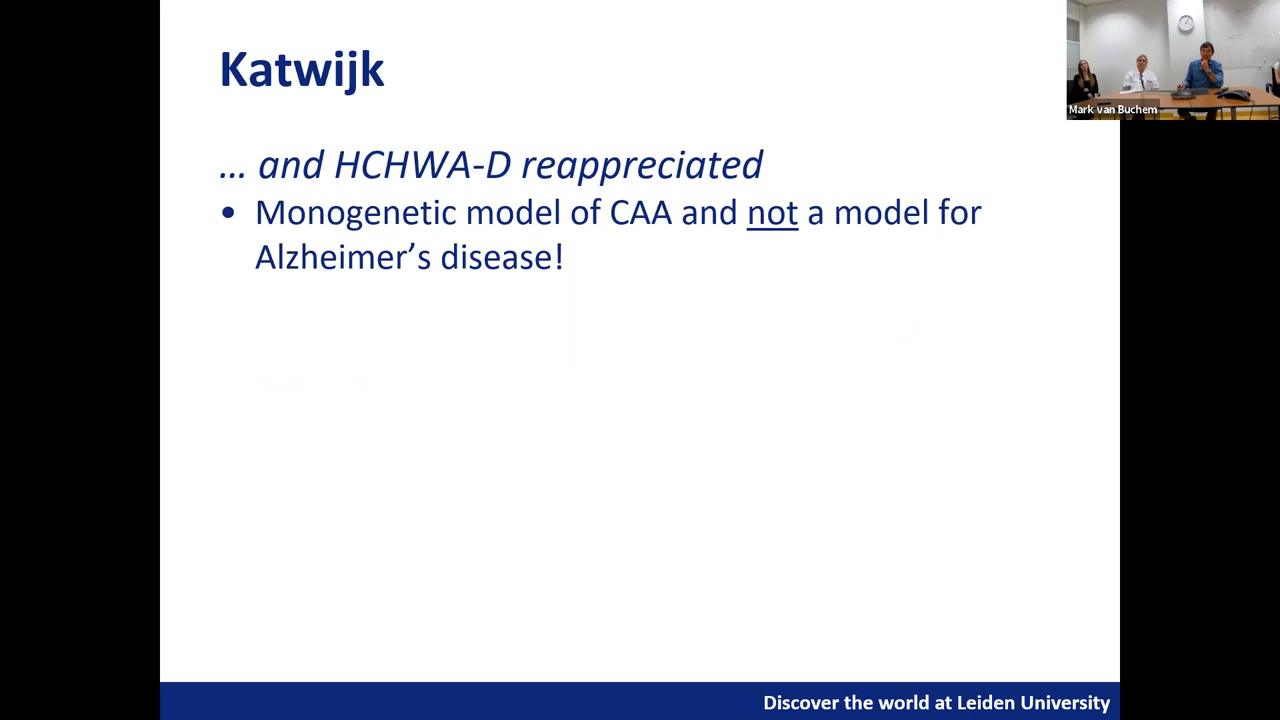 Katwijk
… and HCHWA-D reappreciated
• Monogenetic model of CAA and not a model for
Alzheimer’s disease!
Mark van Buchem
Discover the world at Leiden University